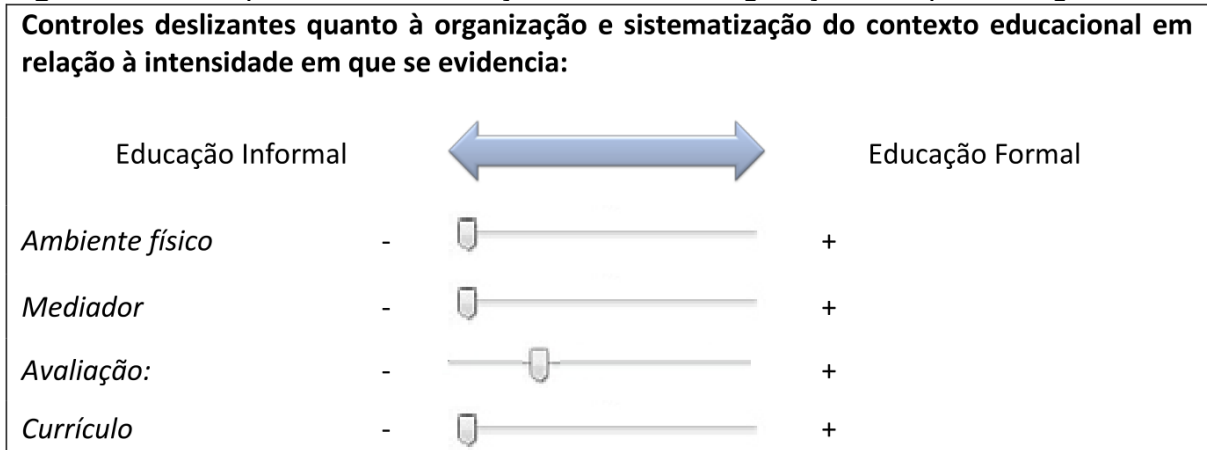 Controles deslizantes quanto à organização e sistematização do contexto educacional em
relação à intensidade em que se evidencia:
Educação Informal Educação Formal
Ambiente físico - +
Mediador - +
Avaliação: - +
Currículo - +